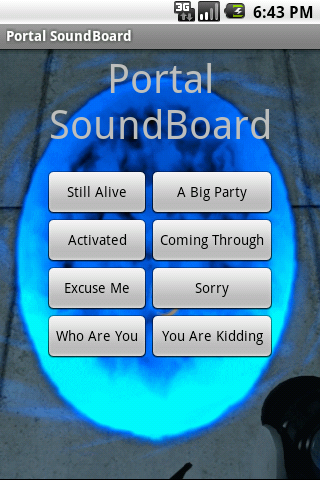 3G 6:43 PM
Portal SoundBoard
Portal
SoundBoard
Still Alive
A Big Party
Activated
Coming Through
Excuse Me
Sorry
Who Are You
You Are Kidding